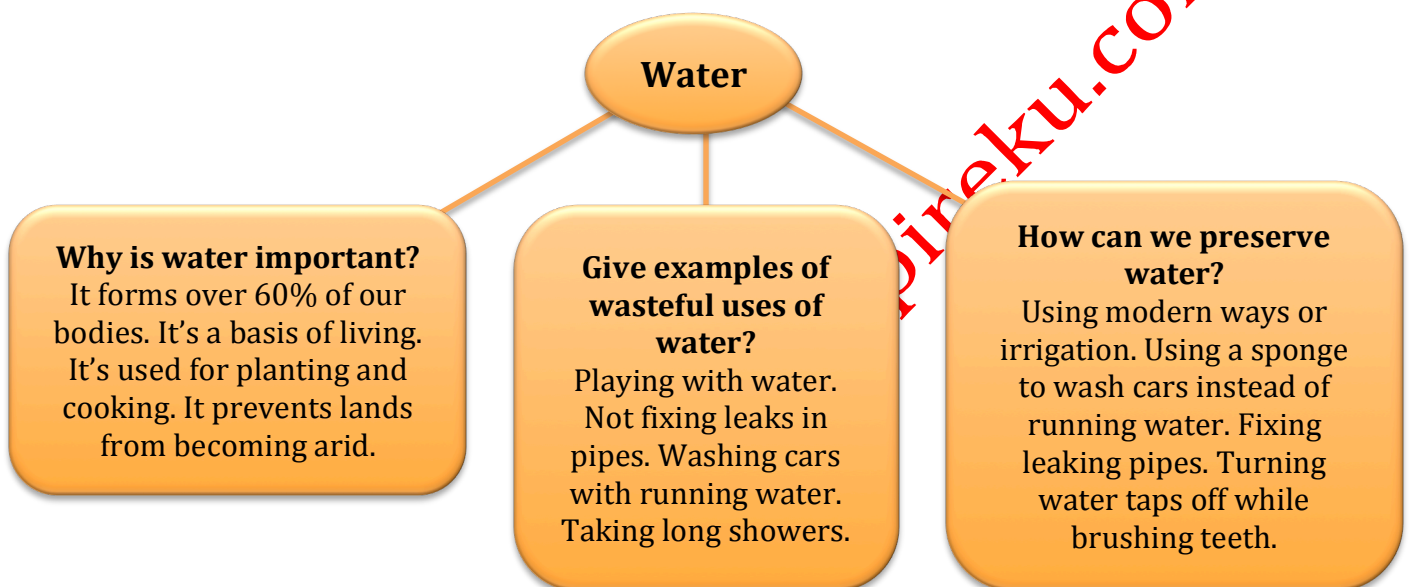 Water
Why is water important?
It forms over 60% of our
bodies. It’s a basis of living.
It’s used for planting and
cooking. It prevents lands
from becoming arid.
Give examples of
wasteful uses of
water?
Playing with water.
Not fixing leaks in
pipes. Washing cars
with running water.
Taking long showers.
How can we preserve
water?
Using modern ways or
irrigation. Using a sponge
to wash cars instead of
running water. Fixing
leaking pipes. Turning
water taps off while
brushing teeth.